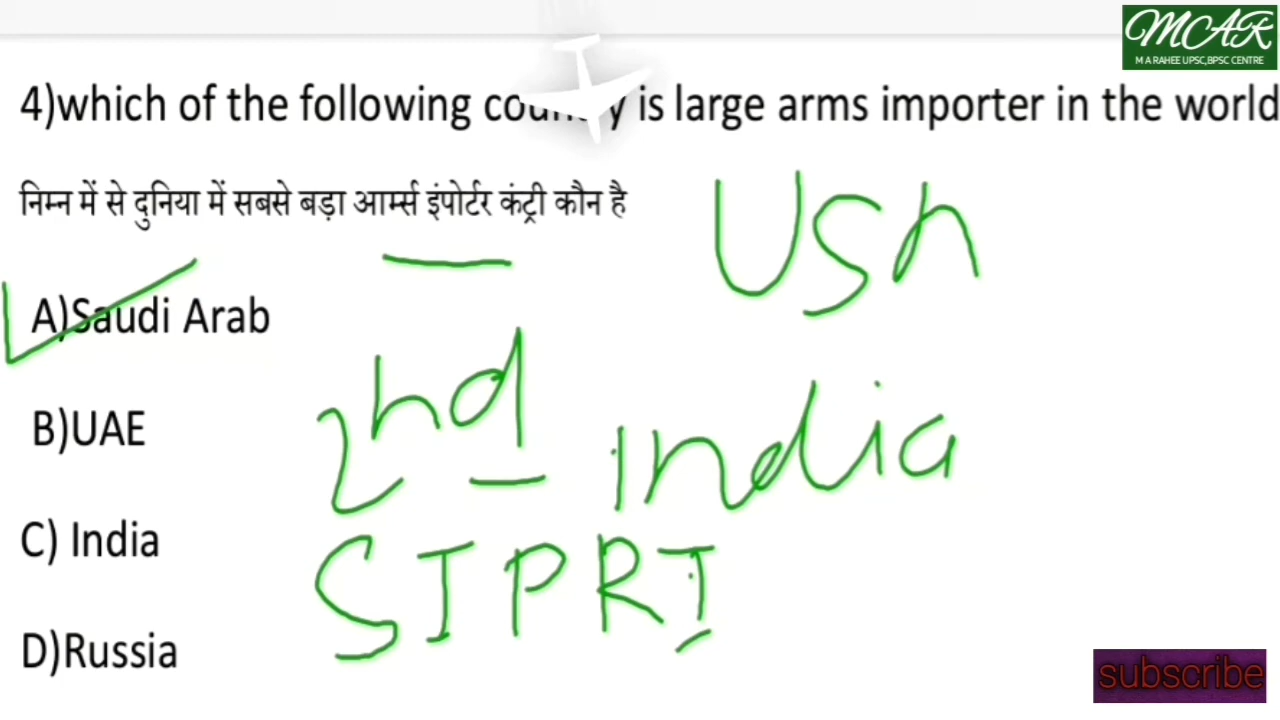 MCAR
M A RAHEE UPSC,BPSC CENTRE
4)which of the following country is large arms importer in the world
निम्न में से दुनिया में सबसे बड़ा आर्म्स इंपोर्टर कंट्री कौन है
USA
A)Saudi Arab
2nd
India
B)UAE
C) India
SIPRI
D)Russia
subscribe